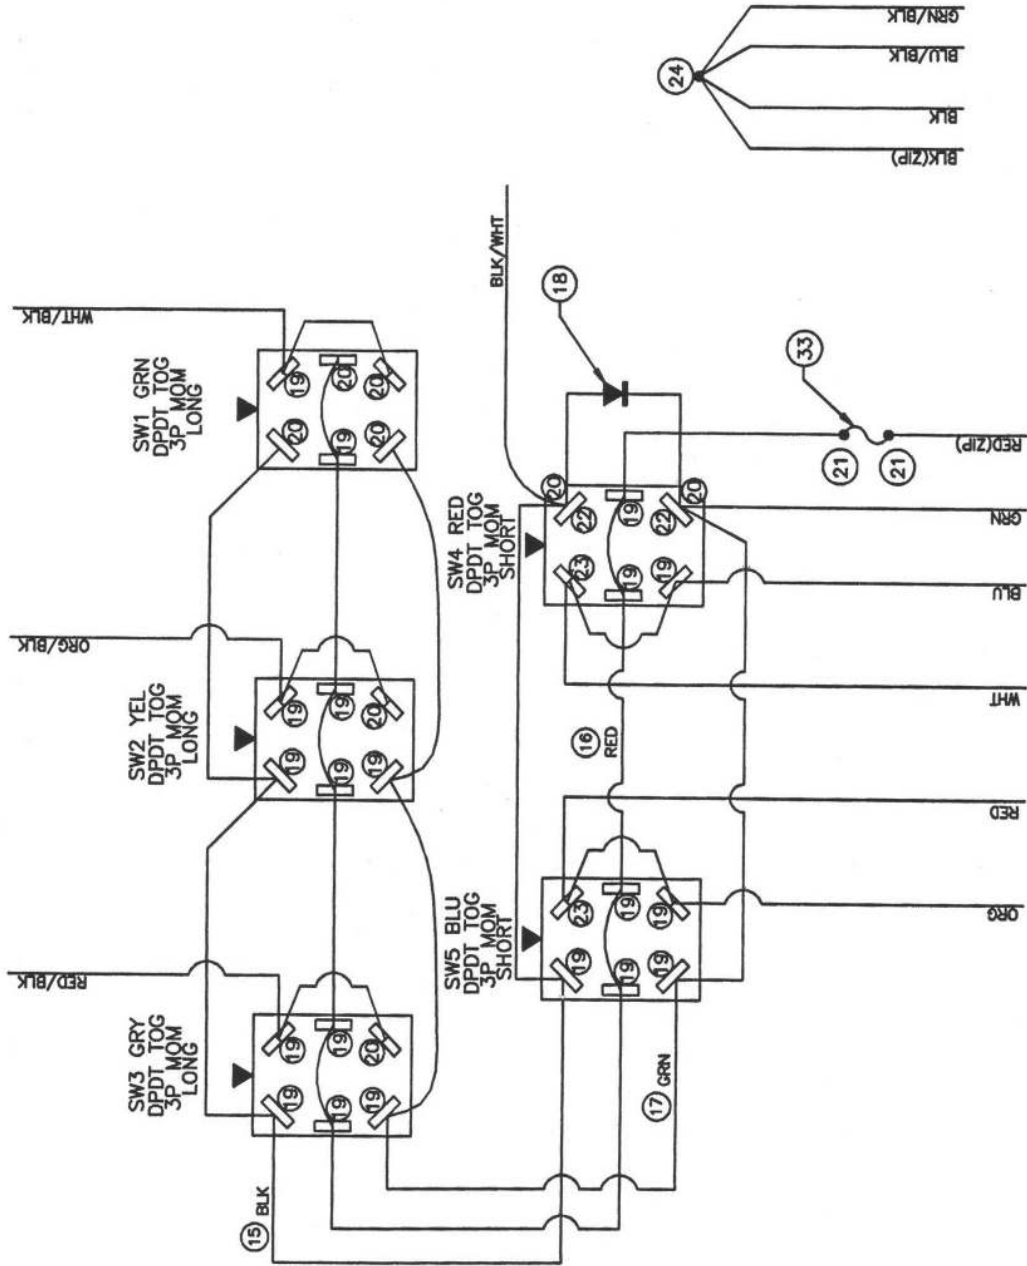 GRN/BLK
BLU/BLK
BLK
BLK(ZIP)
24
BLK/WHT
18
33
21
21
RED(ZIP)
WHT/BLK
SW1 GRN
DPDT TOG
3P MOM
LONG
19
20
20
20
19
20
SW4 RED
DPDT TOG
3P MOM
SHORT
20
22
23
19
19
22
19
20
GRN
BLU
WHT
ORG/BLK
SW2 YEL
DPDT TOG
3P MOM
LONG
19
19
19
19
20
19
16
RED
RED
ORG
SW5 BLU
DPDT TOG
3P MOM
SHORT
23
19
19
19
19
19
RED/BLK
SW3 GRY
DPDT TOG
3P MOM
LONG
19
19
19
19
20
19
17 GRN
15 BLK